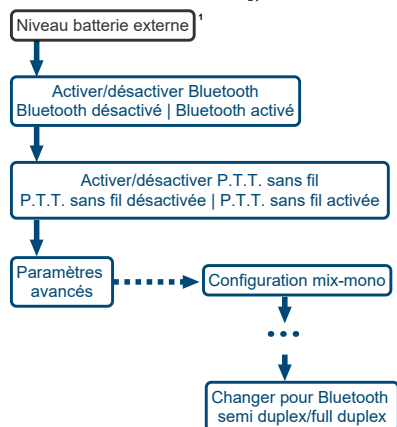 Niveau batterie externe ¹
Activer/désactiver Bluetooth
Bluetooth désactivé | Bluetooth activé
Activer/désactiver P.T.T. sans fil
P.T.T. sans fil désactivée | P.T.T. sans fil activée
Paramètres
avancés
Configuration mix-mono
•••
Changer pour Bluetooth
semi duplex/full duplex